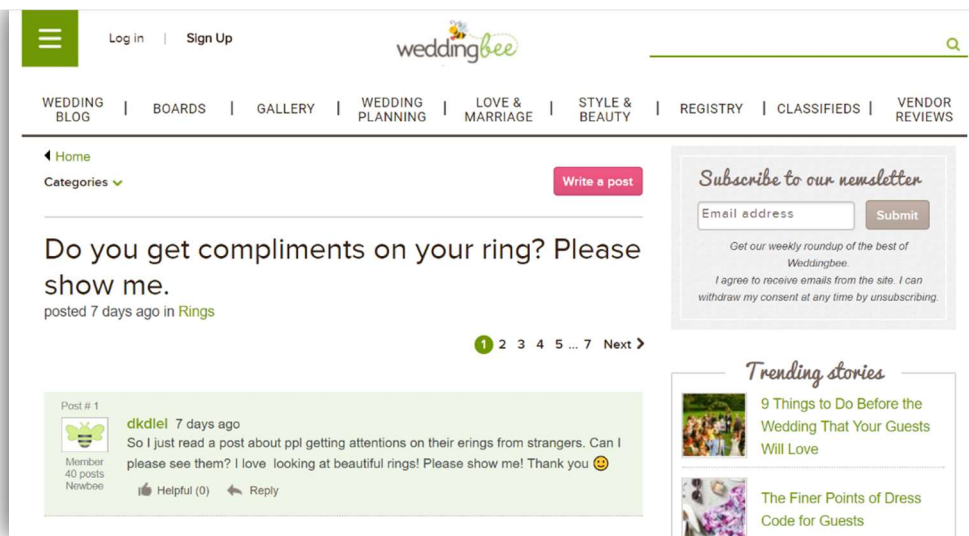 Log in | Sign Up
weddingbee
WEDDING BLOG | BOARDS | GALLERY | WEDDING PLANNING | LOVE & MARRIAGE | STYLE & BEAUTY | REGISTRY | CLASSIFIEDS | VENDOR REVIEWS
Home
Categories
Write a post
Do you get compliments on your ring? Please
show me.
posted 7 days ago in Rings
1 2 3 4 5 ... 7 Next
Post # 1
Member
40 posts
Newbee
dkdlel 7 days ago
So I just read a post about ppl getting attentions on their erings from strangers. Can I
please see them? I love looking at beautiful rings! Please show me! Thank you
Helpful (0) Reply
Subscribe to our newsletter
Email address
Submit
Get our weekly roundup of the best of
Weddingbee.
I agree to receive emails from the site. I can
withdraw my consent at any time by unsubscribing.
Trending stories
9 Things to Do Before the
Wedding That Your Guests
Will Love
The Finer Points of Dress
Code for Guests